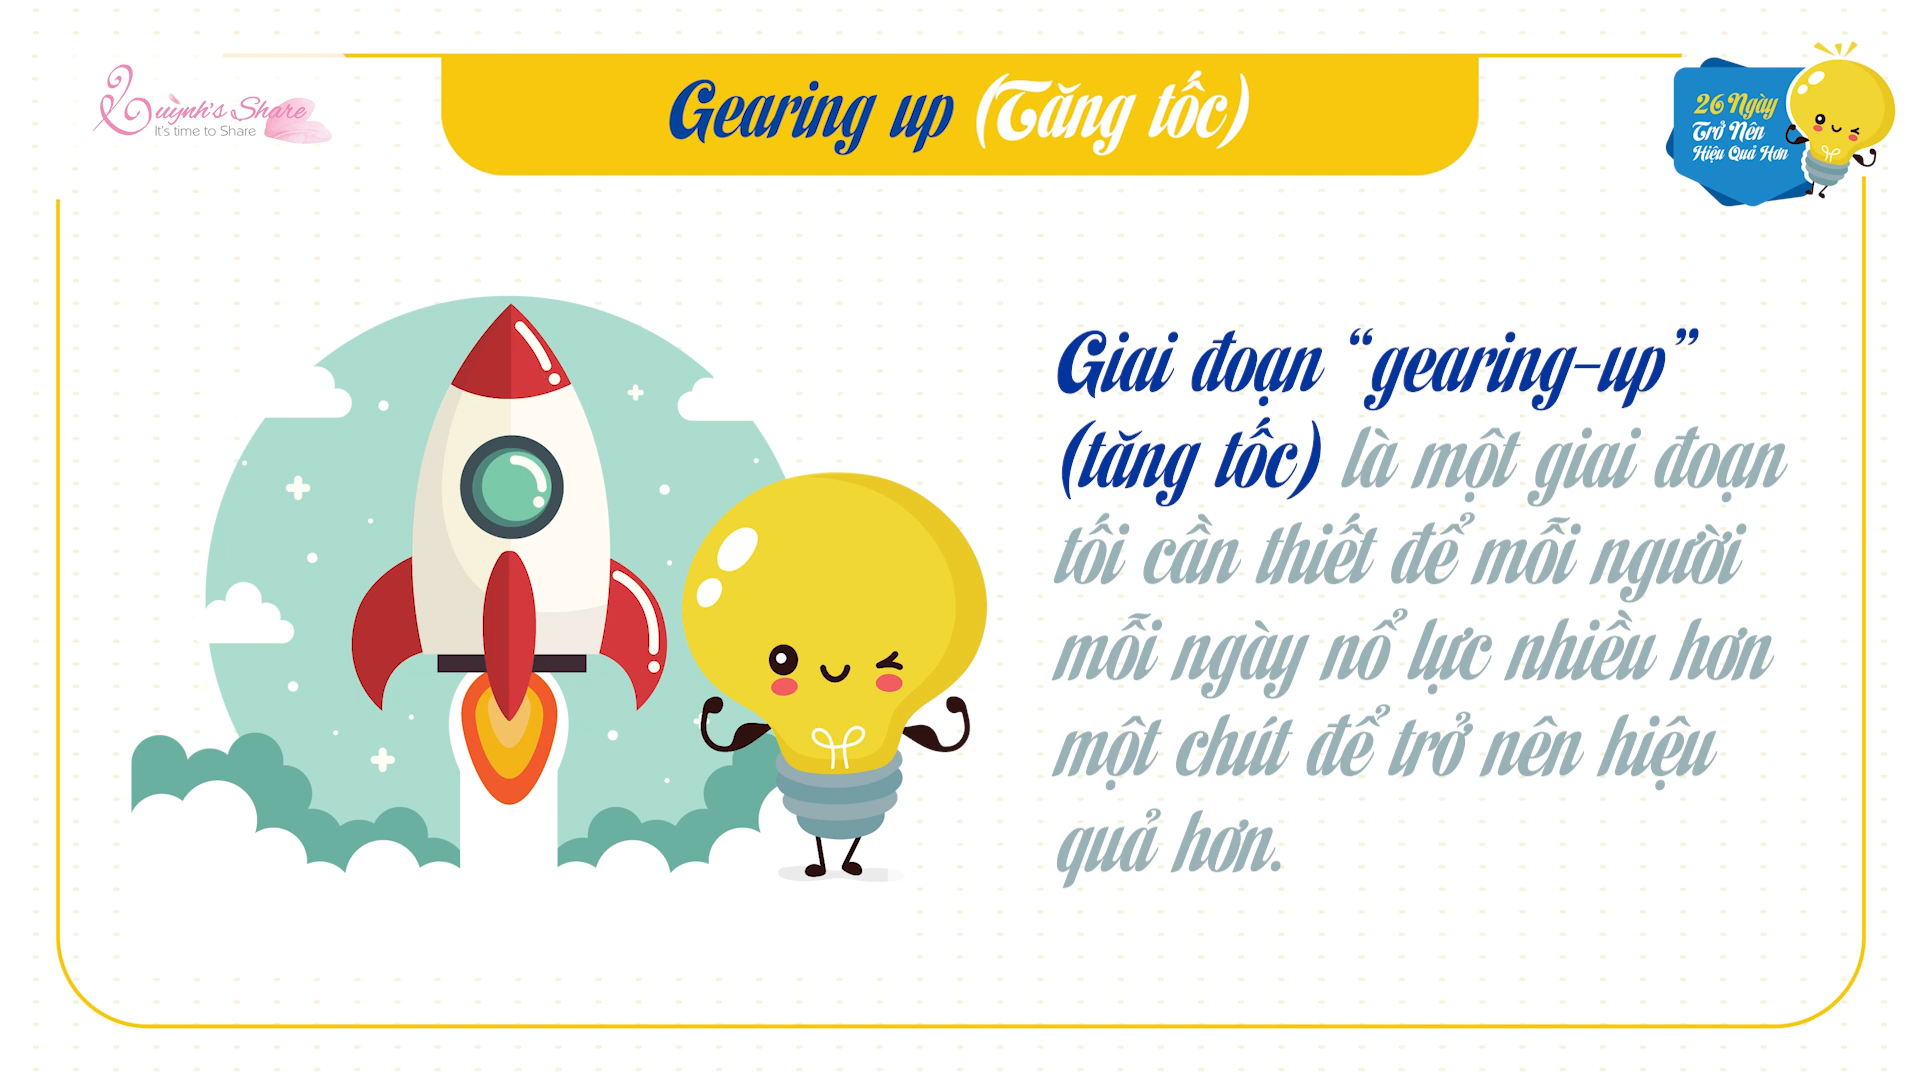 Quỳnh's Share
It's time to Share
Gearing up (Tăng tốc)
26 Ngày
Trở Nên
Hiệu Quả Hơn
Giai đoạn “gearing-up”
(tăng tốc) là một giai đoạn
tối cần thiết để mỗi người
mỗi ngày nổ lực nhiều hơn
một chút để trở nên hiệu
quả hơn.